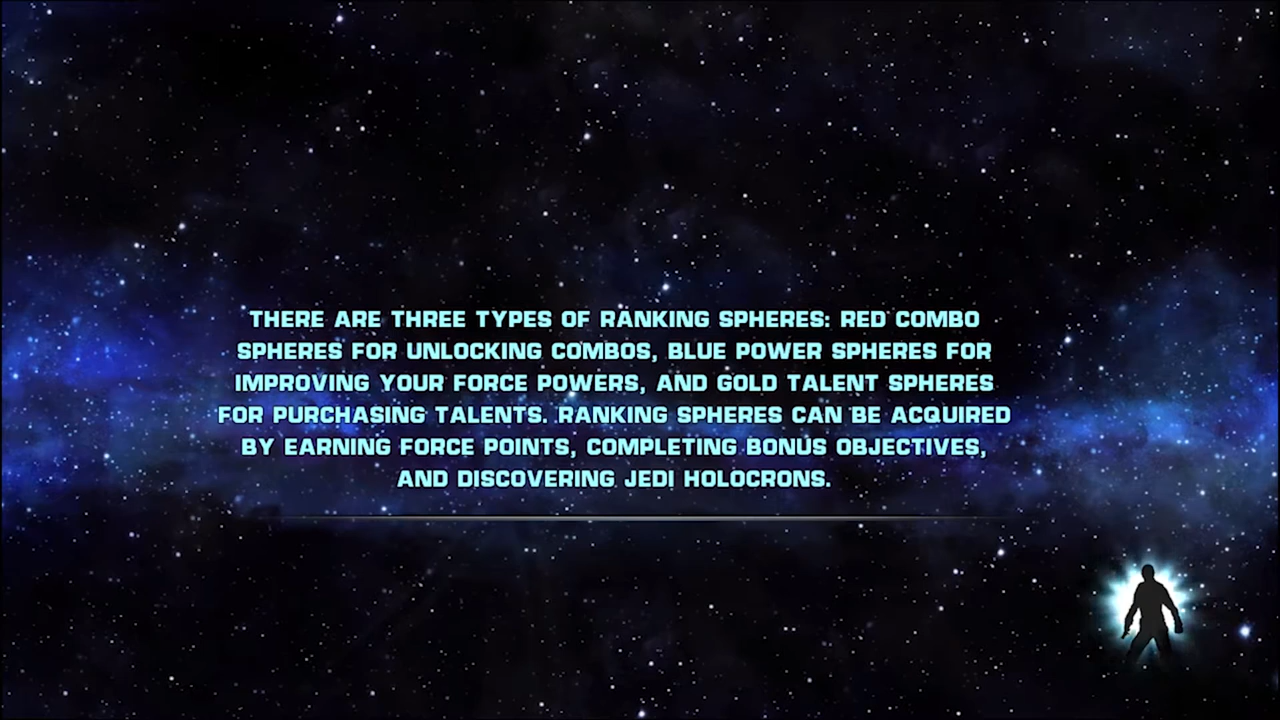 THERE ARE THREE TYPES OF RANKING SPHERES: RED COMBO
SPHERES FOR UNLOCKING COMBOS, BLUE POWER SPHERES FOR
IMPROVING YOUR FORCE POWERS, AND GOLD TALENT SPHERES
FOR PURCHASING TALENTS. RANKING SPHERES CAN BE ACQUIRED
BY EARNING FORCE POINTS, COMPLETING BONUS OBJECTIVES,
AND DISCOVERING JEDI HOLOCRONS.